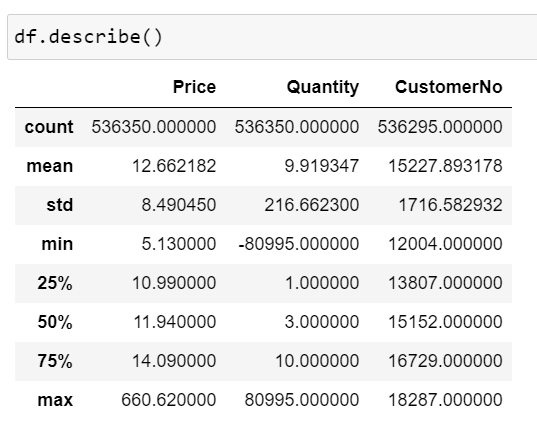 df.describe()
Price Quantity CustomerNo
count 536350.000000 536350.000000 536295.000000
mean 12.662182 9.919347 15227.893178
std 8.490450 216.662300 1716.582932
min 5.130000 -80995.000000 12004.000000
25% 10.990000 1.000000 13807.000000
50% 11.940000 3.000000 15152.000000
75% 14.090000 10.000000 16729.000000
max 660.620000 80995.000000 18287.000000